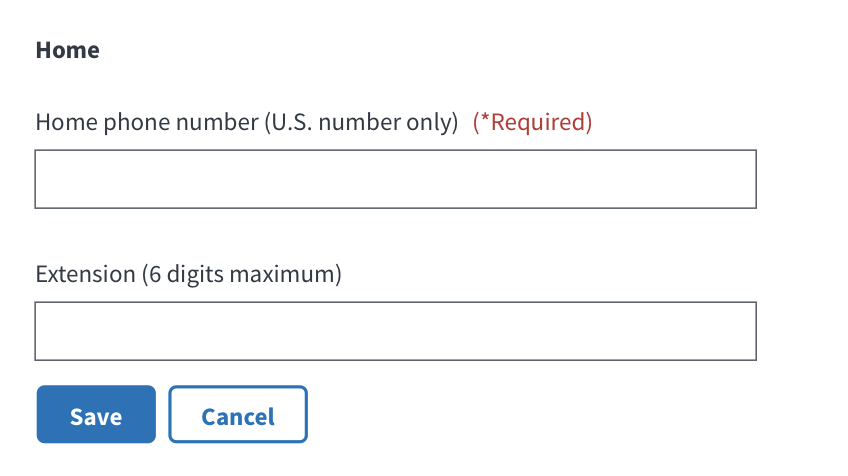 Home
Home phone number (U.S. number only) (*Required)
Extension (6 digits maximum)
Save Cancel